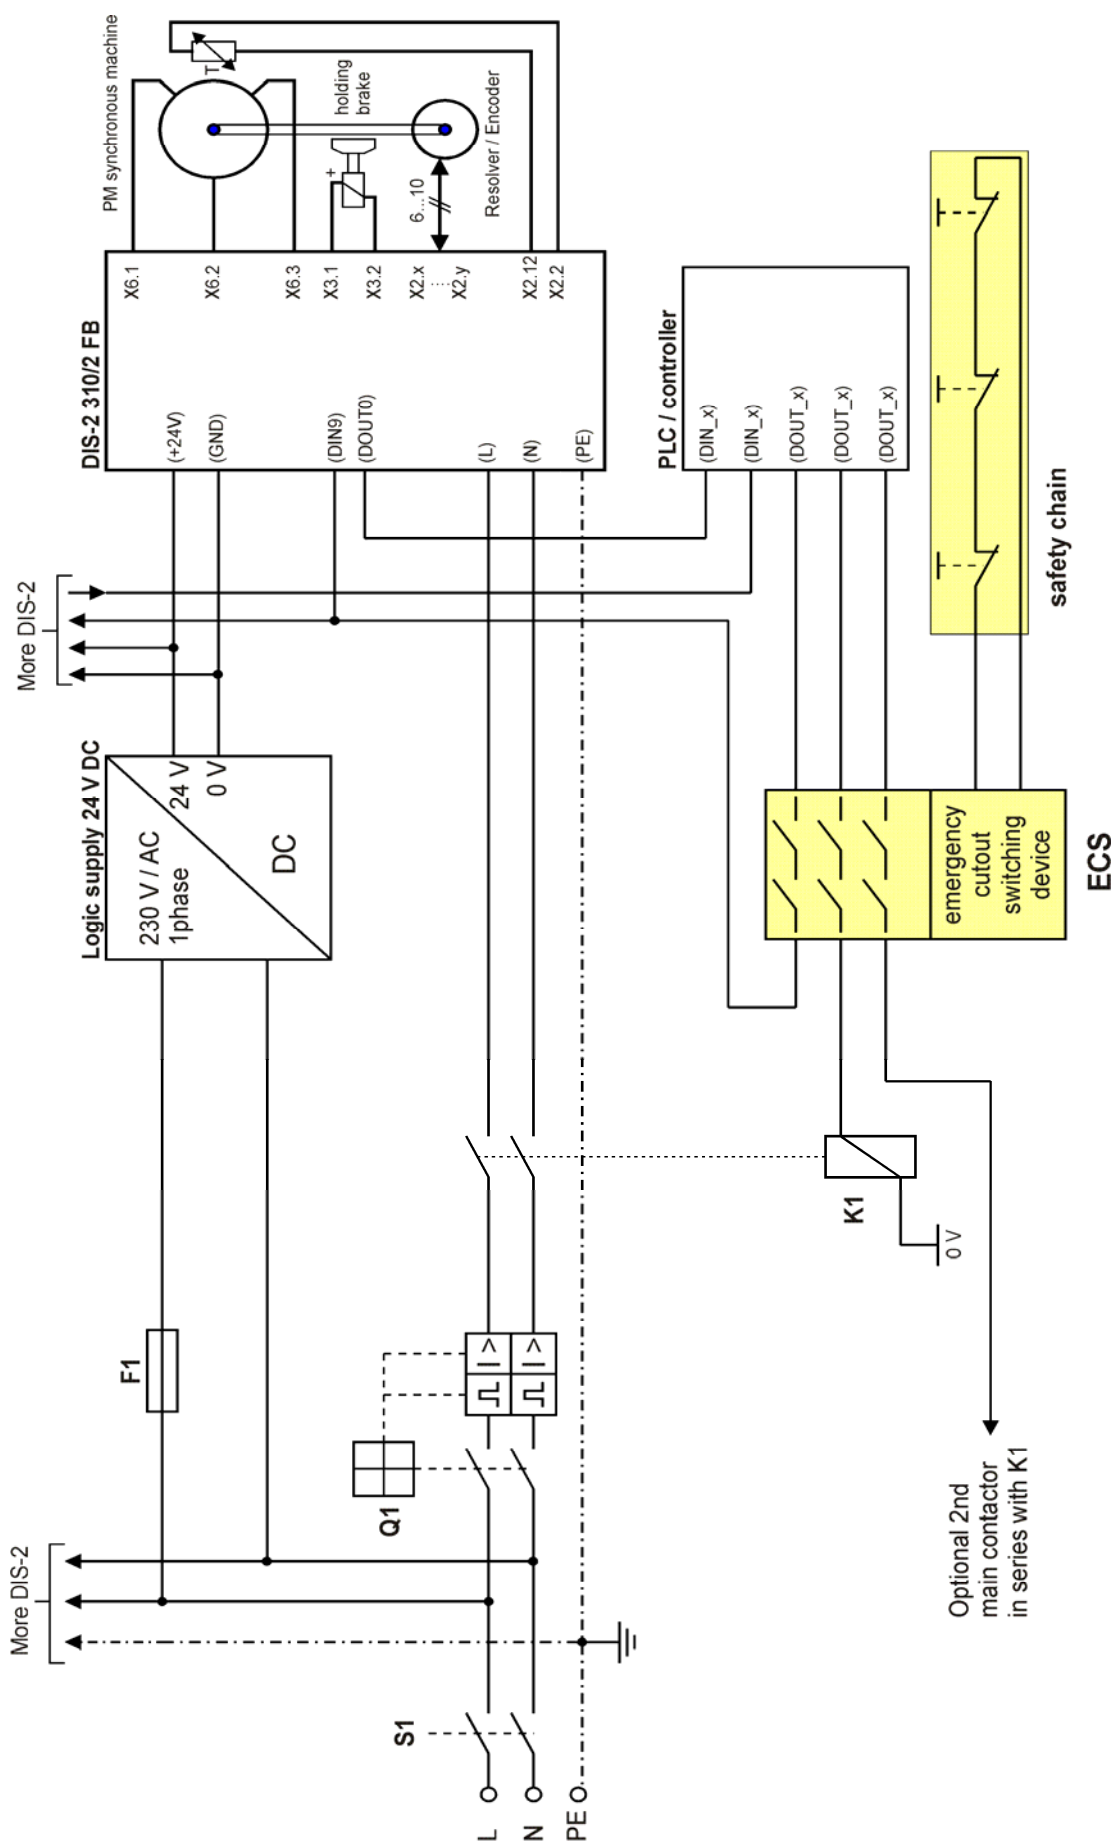 More DIS-2
F1
Logic supply 24 V DC
230 V / AC
1phase
24 V
0 V
DC
More DIS-2
DIS-2 310/2 FB
(+24V)
(GND)
(DIN9)
(DOUT0)
(L)
(N)
(PE)
X6.1
X6.2
X6.3
X3.1
X3.2
X2.x
X2.y
X2.12
X2.2
PM synchronous machine
T
+
holding
brake
6...10
Resolver / Encoder
S1
L
N
PE
Q1
I >
I >
K1
0 V
Optional 2nd
main contactor
in series with K1
PLC / controller
(DIN_x)
(DIN_x)
(DOUT_x)
(DOUT_x)
(DOUT_x)
emergency
cutout
switching
device
ECS
safety chain